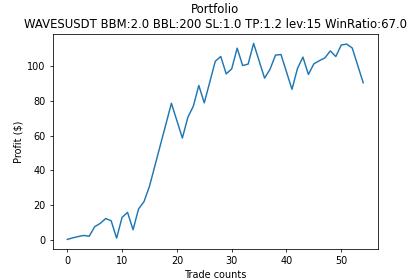 Portfolio
WAVESUSDT BBM:2.0 BBL:200 SL:1.0 TP:1.2 lev:15 WinRatio:67.0
Profit ($)
100
80
60
40
20
0
0 10 20 30 40 50
Trade counts